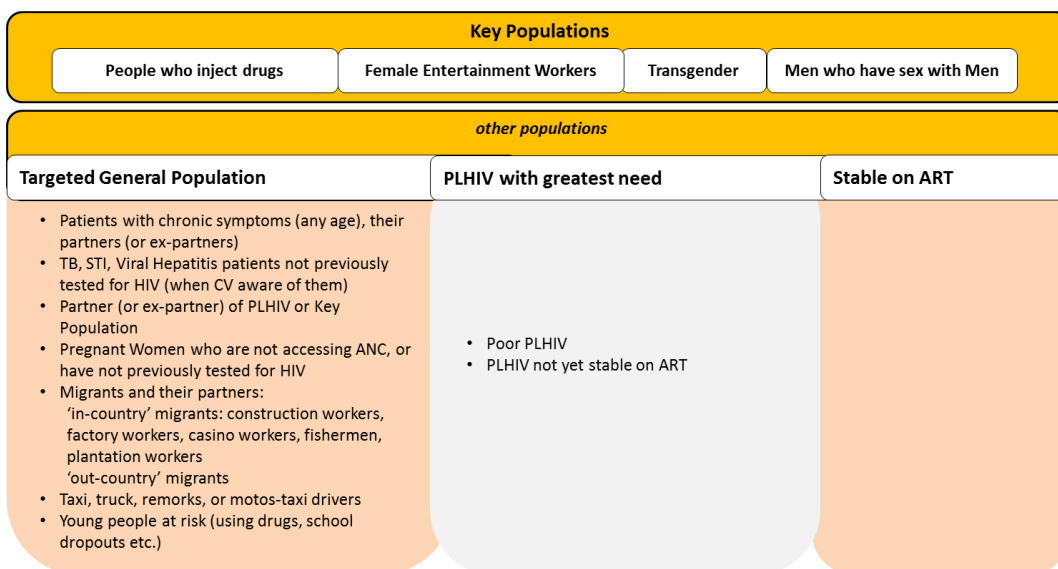 Key Populations
People who inject drugs
Female Entertainment Workers
Transgender
Men who have sex with Men
other populations
Targeted General Population
• Patients with chronic symptoms (any age), their
partners (or ex-partners)
• TB, STI, Viral Hepatitis patients not previously
tested for HIV (when CV aware of them)
• Partner (or ex-partner) of PLHIV or Key
Population
• Pregnant Women who are not accessing ANC, or
have not previously tested for HIV
• Migrants and their partners:
‘in-country’ migrants: construction workers,
factory workers, casino workers, fishermen,
plantation workers
‘out-country’ migrants
• Taxi, truck, remorks, or motos-taxi drivers
• Young people at risk (using drugs, school
dropouts etc.)
PLHIV with greatest need
• Poor PLHIV
• PLHIV not yet stable on ART
Stable on ART